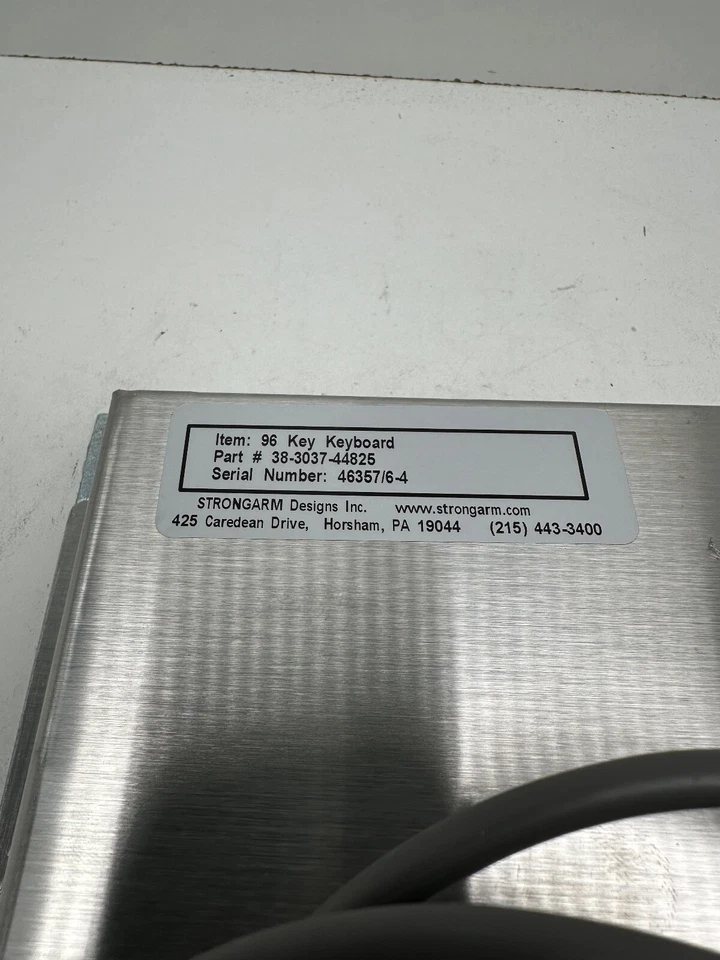 Item: 96 Key Keyboard
Part # 38-3037-44825
Serial Number: 46357/6-4
STRONGARM Designs Inc. www.strongarm.com
425 Caredean Drive, Horsham, PA 19044 (215) 443-3400